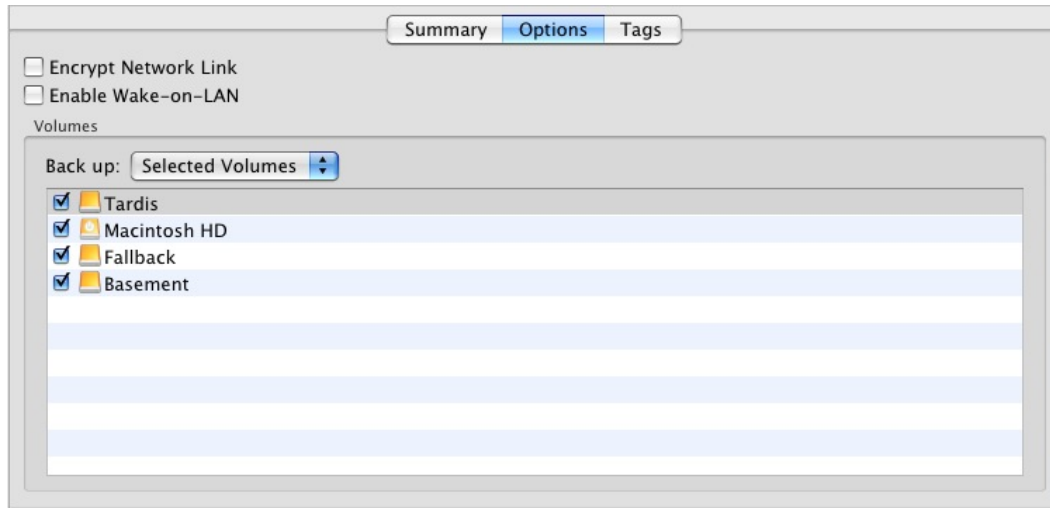 Summary Options Tags
Encrypt Network Link
Enable Wake-on-LAN
Volumes
Back up: Selected Volumes
Tardis
Macintosh HD
Fallback
Basement